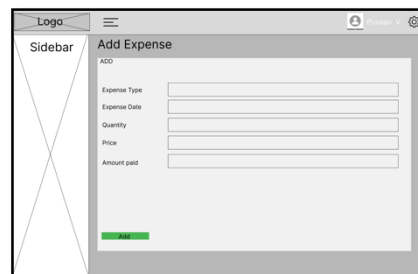 Logo
Sidebar
Add Expense
ADD
Expense Type
Expense Date
Quantity
Price
Amount paid
Add